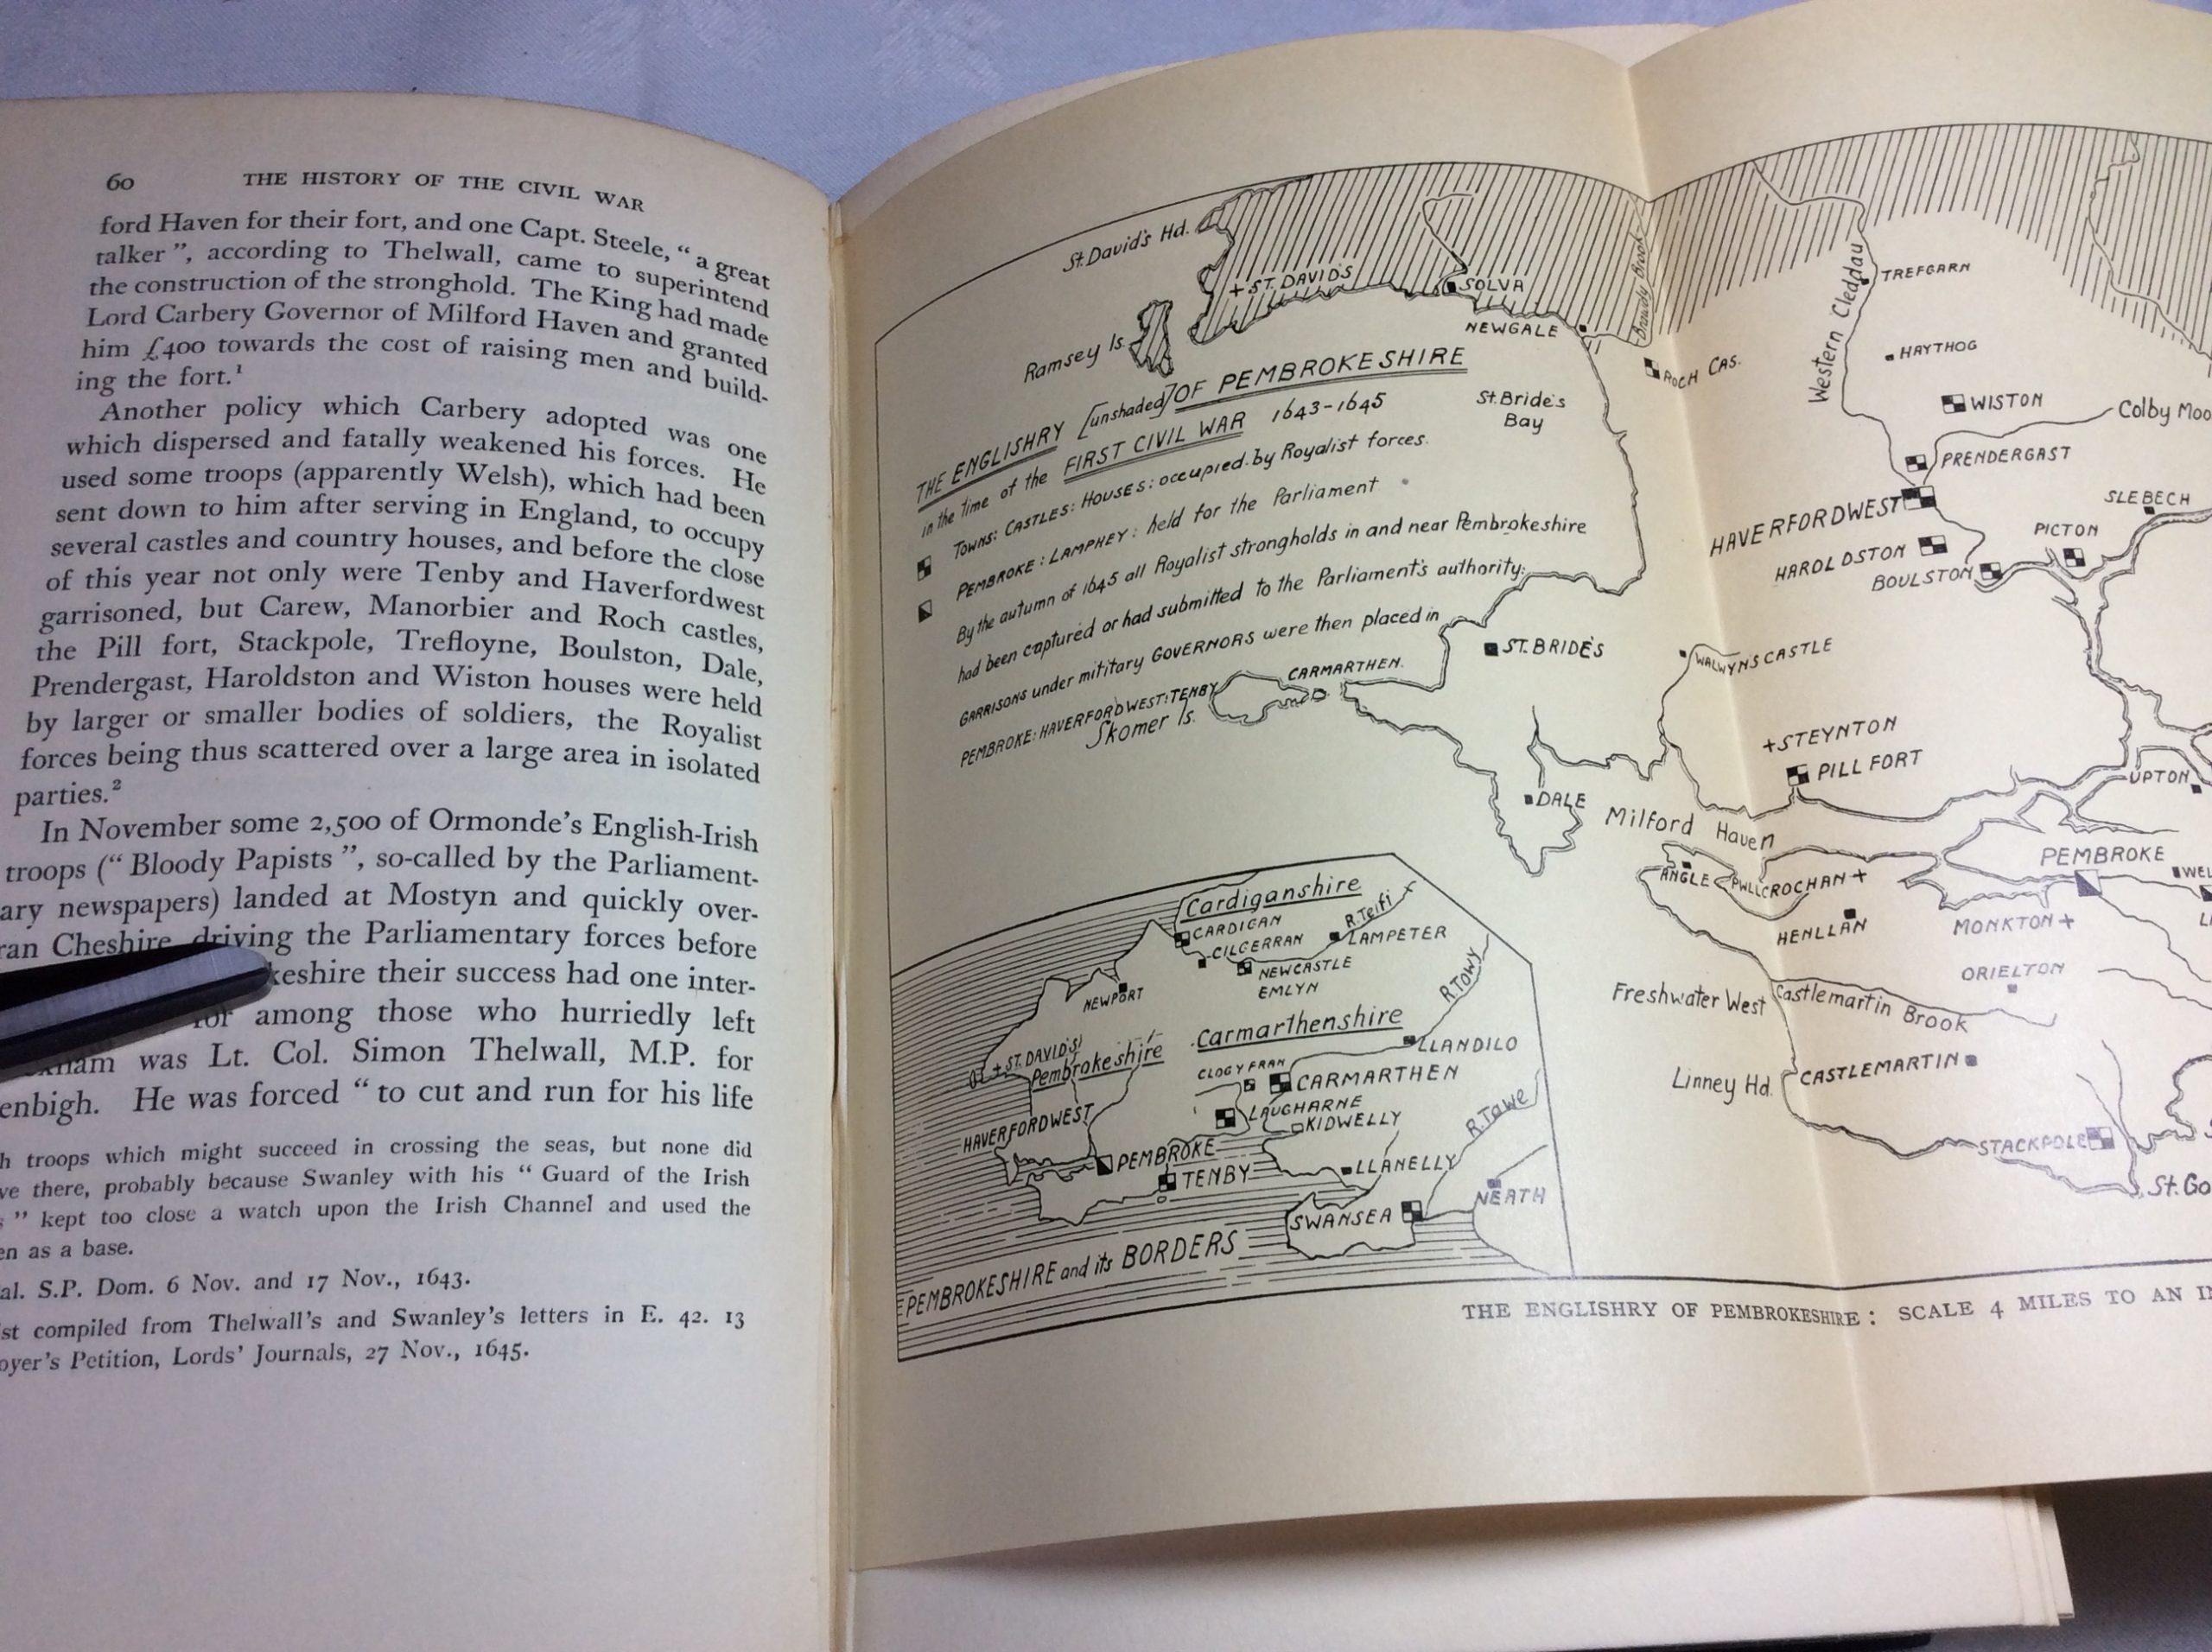 60 THE HISTORY OF THE CIVIL WAR
ford Haven for their fort, and one Capt. Steele, “ a great
talker ”, according to Thelwall, came to superintend
the construction of the stronghold. The King had made
Lord Carbery Governor of Milford Haven and granted
him £400 towards the cost of raising men and build-
ing the fort.¹
Another policy which Carbery adopted was one
which dispersed and fatally weakened his forces. He
used some troops (apparently Welsh), which had been
sent down to him after serving in England, to occupy
several castles and country houses, and before the close
of this year not only were Tenby and Haverfordwest
garrisoned, but Carew, Manorbier and Roch castles,
the Pill fort, Stackpole, Trefloyne, Boulston, Dale,
Prendergast, Haroldston and Wiston houses were held
by larger or smaller bodies of soldiers, the Royalist
forces being thus scattered over a large area in isolated
parties.²
In November some 2,500 of Ormonde’s English-Irish
troops (“ Bloody Papists ”, so-called by the Parliament-
ary newspapers) landed at Mostyn and quickly over-
ran Cheshire, driving the Parliamentary forces before
keshire their success had one inter-
for among those who hurriedly left
xham was Lt. Col. Simon Thelwall, M.P. for
enbigh. He was forced “ to cut and run for his life
h troops which might succeed in crossing the seas, but none did
ve there, probably because Swanley with his “ Guard of the Irish
s ” kept too close a watch upon the Irish Channel and used the
en as a base.
al. S.P. Dom. 6 Nov. and 17 Nov., 1643.
st compiled from Thelwall’s and Swanley’s letters in E. 42. 13
oyer’s Petition, Lords’ Journals, 27 Nov., 1645.
St. David's Hd.
+ ST. DAVID'S
SOLVA
Ramsey Is.
NEWGALE
Brawdy Brook
ROCH CAS.
Western Cleddau
TREFGARN
HAYTHOG
WISTON
Colby Moo
PRENDERGAST
HAVERFORDWEST
SLEBECH
PICTON
HAROLDSTON
BOULSTON
St. Bride's
Bay
THE ENGLISHRY [unshaded] OF PEMBROKESHIRE
in the time of the FIRST CIVIL WAR 1643-1645
TOWNS: CASTLES: HOUSES: occupied by Royalist forces.
PEMBROKE: LAMPHEY: held for the Parliament
By the autumn of 1645 all Royalist strongholds in and near Pembrokeshire
had been captured or had submitted to the Parliament's authority:
GARRISONS under military GOVERNORS were then placed in
PEMBROKE: HAVERFORDWEST: TENBY
CARMARTHEN.
Skomer Is.
ST. BRIDE'S
WALWYNS CASTLE
+STEYNTON
PILL FORT
UPTON
DALE
Milford Haven
ANGLE
PWLLCROCHAN +
PEMBROKE
WEL
HENLLAN
MONKTON +
ORIELTON
Freshwater West
Castlemartin Brook
Linney Hd.
CASTLEMARTIN
STACKPOLE
St. Go
Cardiganshire
CARDIGAN
R. Teifi
CILGERRAN
LAMPETER
NEWCASTLE
EMLYN
NEWPORT
R. TOWY
Carmarthenshire
+ ST. DAVID'S
Pembrokeshire
LLANDILO
CLOGYFRAN
CARMARTHEN
LAUGHARNE
HAVERFORDWEST
KIDWELLY
R. Tawe
PEMBROKE
LLANELLY
TENBY
NEATH
SWANSEA
PEMBROKESHIRE and its BORDERS
THE ENGLISHRY OF PEMBROKESHIRE : SCALE 4 MILES TO AN IN